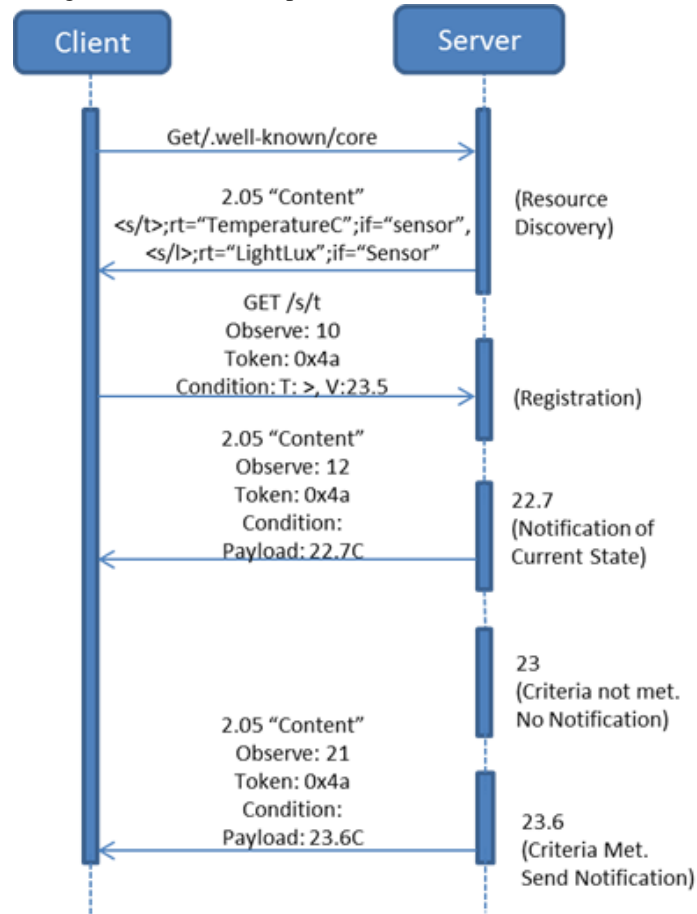 Client
Server
Get/.well-known/core
2.05 “Content”
<s/t>;rt=“TemperatureC”;if=“sensor”,
<s/l>;rt=“LightLux”;if=“Sensor”
(Resource
Discovery)
GET /s/t
Observe: 10
Token: 0x4a
Condition: T: >, V:23.5
(Registration)
2.05 “Content”
Observe: 12
Token: 0x4a
Condition:
Payload: 22.7C
22.7
(Notification of
Current State)
23
(Criteria not met.
No Notification)
2.05 “Content”
Observe: 21
Token: 0x4a
Condition:
Payload: 23.6C
23.6
(Criteria Met.
Send Notification)